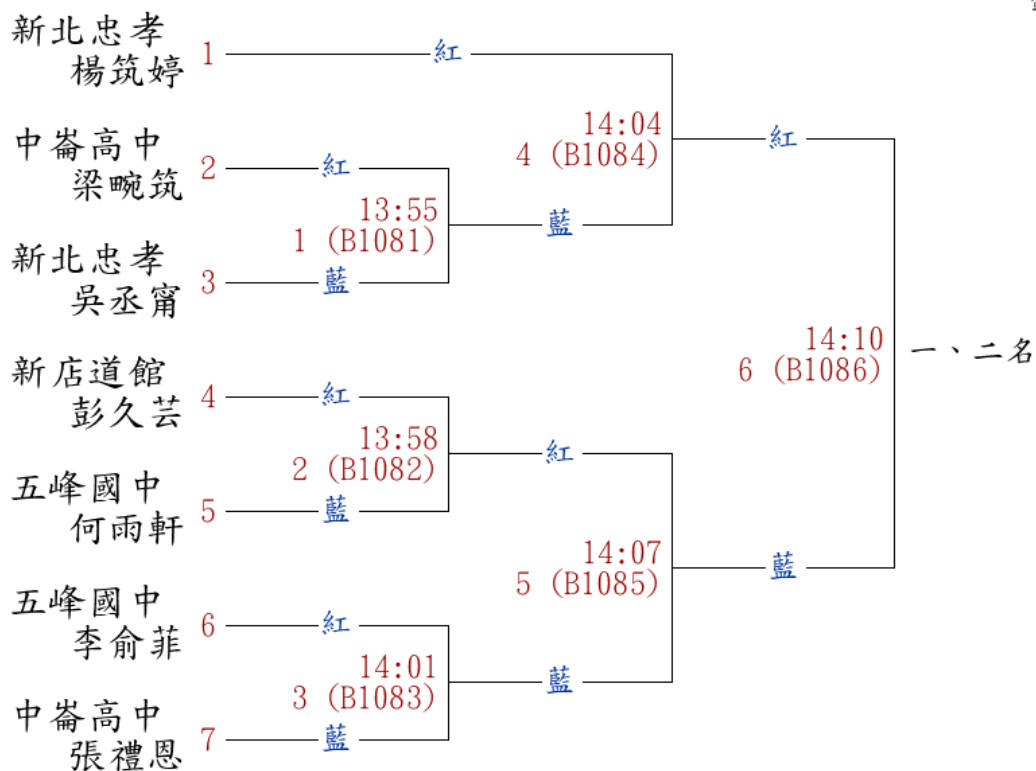 新北忠孝
楊筑婷
1
紅
14:04
4 (B1084)
紅
中崙高中
梁畹筑
2
紅
13:55
1 (B1081)
藍
新北忠孝
吳丞甯
3
藍
14:10
6 (B1086)
一、二名
新店道館
彭久芸
4
紅
13:58
2 (B1082)
紅
五峰國中
何雨軒
5
藍
14:07
5 (B1085)
藍
五峰國中
李俞菲
6
紅
14:01
3 (B1083)
藍
中崙高中
張禮恩
7
藍